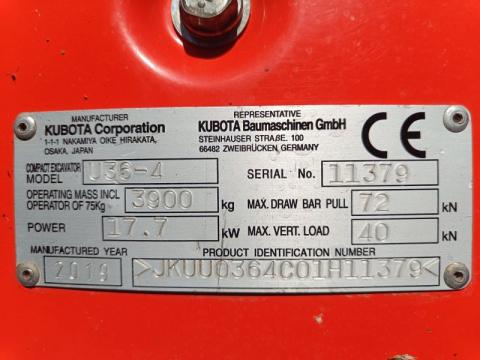 MANUFACTURER
KUBOTA Corporation
1-1-1 NAKAMIYA OIKE HIRAKATA,
OSAKA, JAPAN
REPRESENTATIVE
KUBOTA Baumaschinen GmbH
STEINHAUSER STRAßE. 100
66482 ZWEIBRÜCKEN, GERMANY
CE
COMPACT EXCAVATOR
MODEL U36-4
SERIAL No. 11379
OPERATING MASS INCL
OPERATOR OF 75Kg 3900 kg
MAX. DRAW BAR PULL 72 kN
POWER 17.7 kW
MAX. VERT. LOAD 40 kN
MANUFACTURED YEAR
2019
PRODUCT IDENTIFICATION NUMBER
>JKUU0364C01H11379<